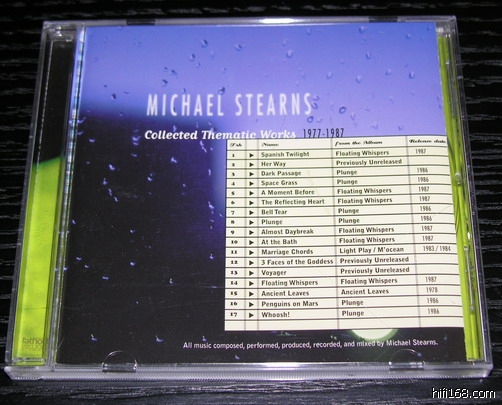 MICHAEL STEARNS
Collected Thematic Works 1977-1987
Trk Name from the Album Release date
1 ▶ Spanish Twilight Floating Whispers 1987
2 ▶ Her Way Previously Unreleased
3 ▶ Dark Passage Plunge 1986
4 ▶ Space Grass Plunge 1986
5 ▶ A Moment Before Floating Whispers 1987
6 ▶ The Reflecting Heart Floating Whispers 1987
7 ▶ Bell Tear Plunge 1986
8 ▶ Plunge Plunge 1986
9 ▶ Almost Daybreak Floating Whispers 1987
10 ▶ At the Bath Floating Whispers 1987
11 ▶ Marriage Chords Light Play / M'ocean 1983 / 1984
12 ▶ 3 Faces of the Goddess Previously Unreleased
13 ▶ Voyager Previously Unreleased
14 ▶ Floating Whispers Floating Whispers 1987
15 ▶ Ancient Leaves Ancient Leaves 1978
16 ▶ Penguins on Mars Plunge 1986
17 ▶ Whoosh! Plunge 1986
All music composed, performed, produced, recorded, and mixed by Michael Stearns.
hifi168.com